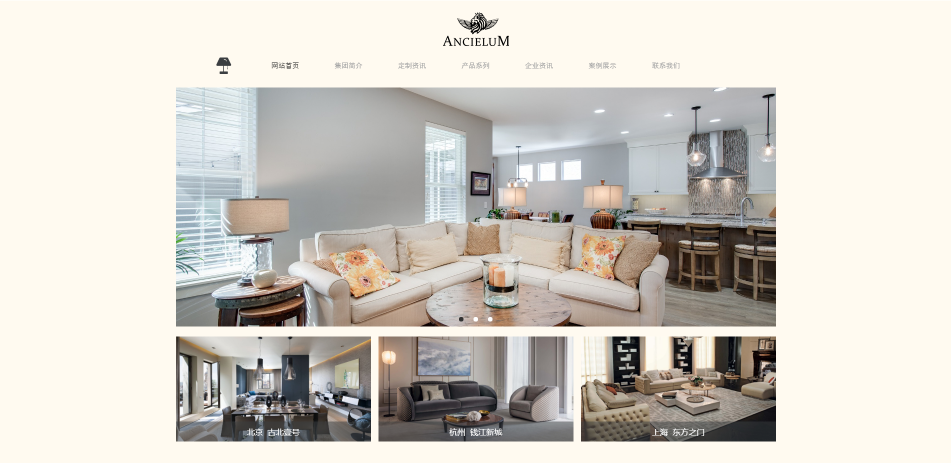 ANCIELUM
网站首页 集团简介 定制资讯 产品系列 企业资讯 案例展示 联系我们
北京 古北壹号
杭州 钱江新城
上海 东方之门